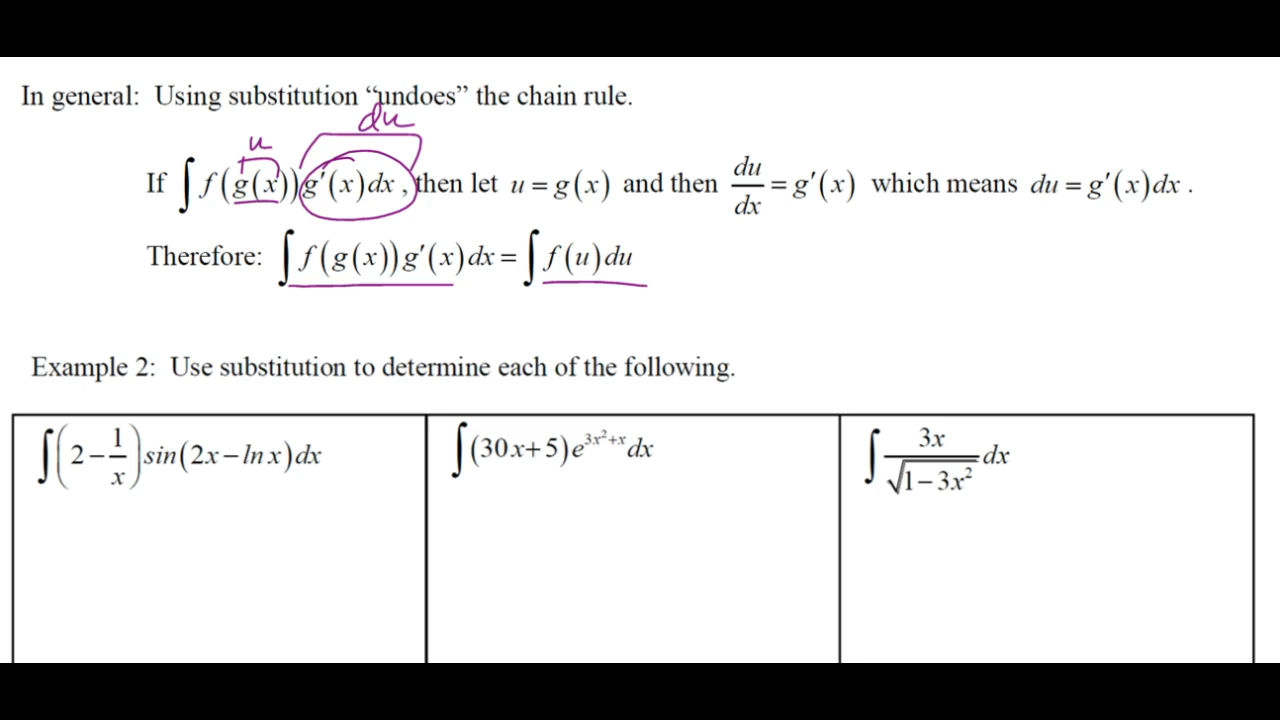 In general: Using substitution “undoes” the chain rule.
du
u
If ∫ f(g(x))g′(x)dx, then let u = g(x) and then du/dx = g′(x) which means du = g′(x)dx.
Therefore: ∫ f(g(x))g′(x)dx = ∫ f(u)du
Example 2: Use substitution to determine each of the following.
∫(2 − 1/x)sin(2x − ln x)dx
∫(30x+5)e^{3x²+x}dx
∫ 3x/√(1−3x²) dx